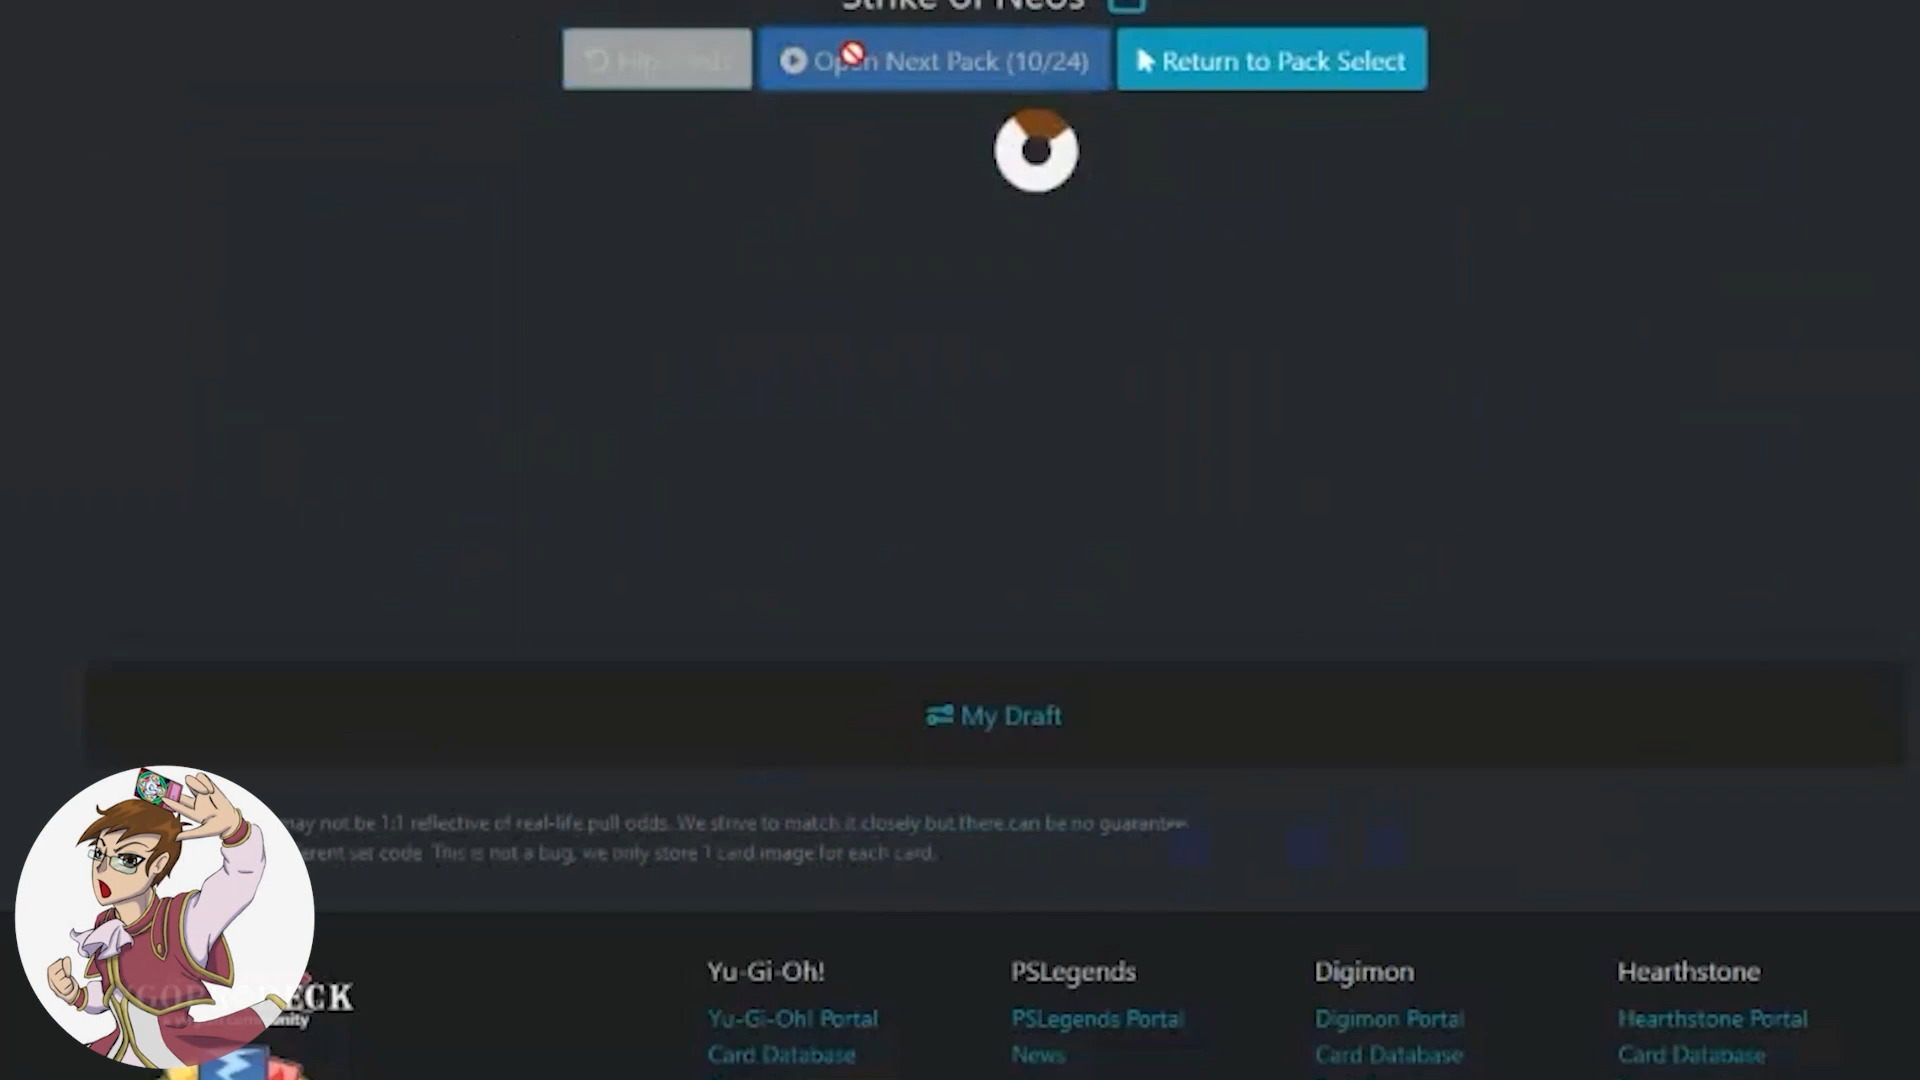 Strike of Neos
Open Next Pack (10/24)
Return to Pack Select
My Draft
may not be 1:1 reflective of real-life pull odds. We strive to match it closely but there can be no guarantee.
erent set code. This is not a bug, we only store 1 card image for each card.
Yu-Gi-Oh!
PSLegends
Digimon
Hearthstone
Yu-Gi-Oh! Portal
PSLegends Portal
Digimon Portal
Hearthstone Portal
Card Database
News
Card Database
Card Database